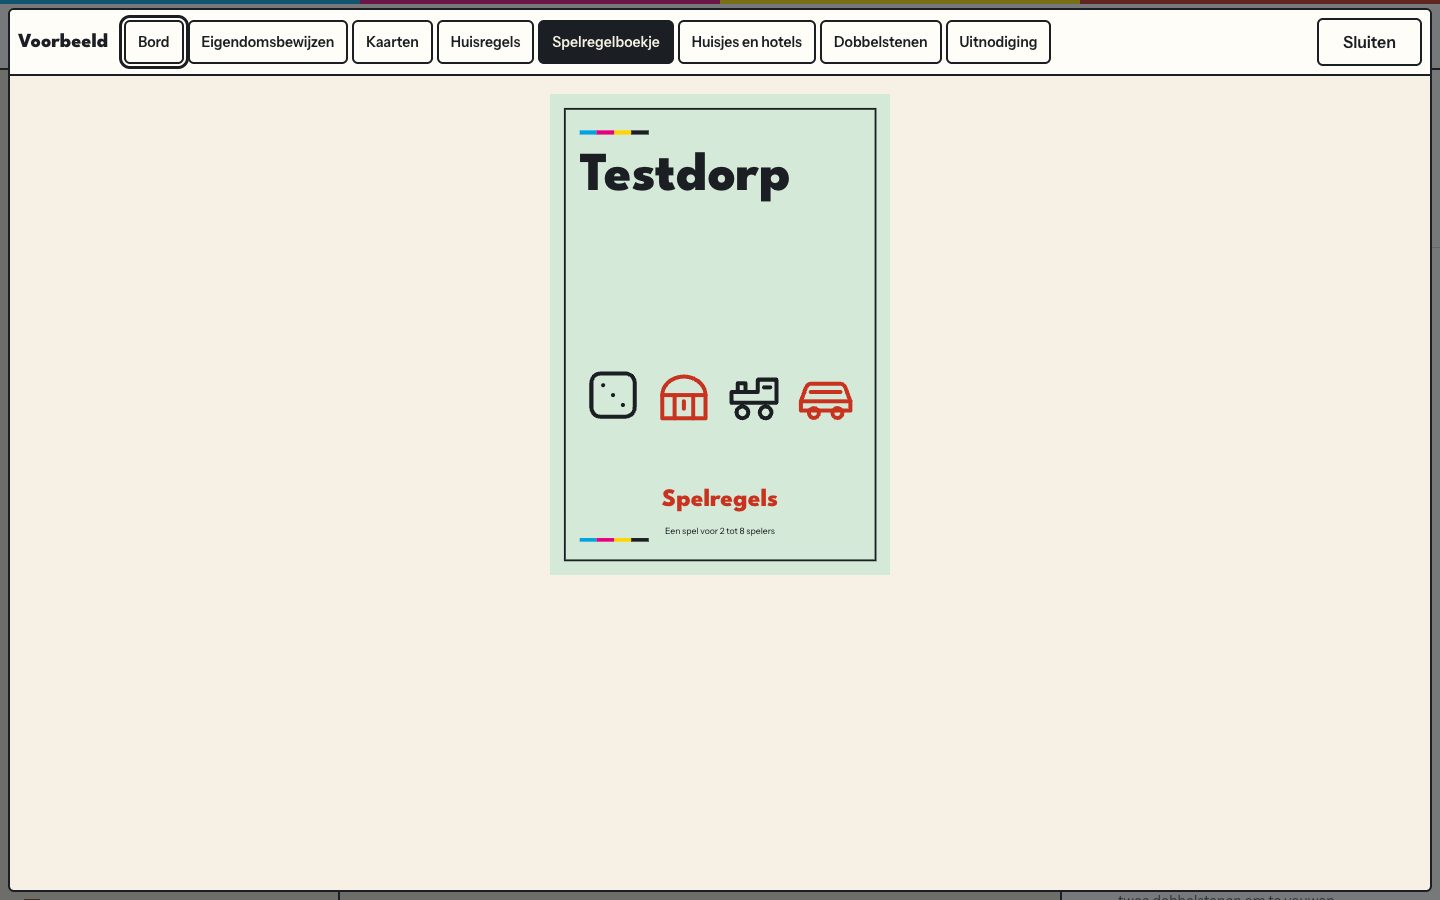 Voorbeeld
Bord
Eigendomsbewijzen
Kaarten
Huisregels
Spelregelboekje
Huisjes en hotels
Dobbelstenen
Uitnodiging
Sluiten
Testdorp
Spelregels
Een spel voor 2 tot 8 spelers